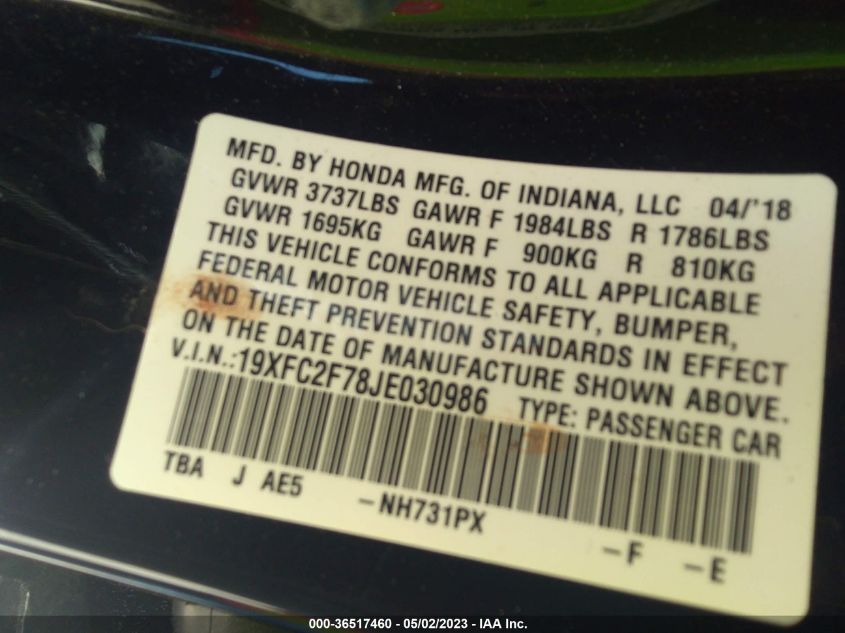 MFD. BY HONDA MFG. OF INDIANA, LLC 04/'18
GVWR 3737LBS GAWR F 1984LBS R 1786LBS
GVWR 1695KG GAWR F 900KG R 810KG
THIS VEHICLE CONFORMS TO ALL APPLICABLE
FEDERAL MOTOR VEHICLE SAFETY, BUMPER,
AND THEFT PREVENTION STANDARDS IN EFFECT
ON THE DATE OF MANUFACTURE SHOWN ABOVE.
V.I.N.:19XFC2F78JE030986 TYPE: PASSENGER CAR
TBA J AE5 -NH731PX -F -E
000-36517460 - 05/02/2023 - IAA Inc.